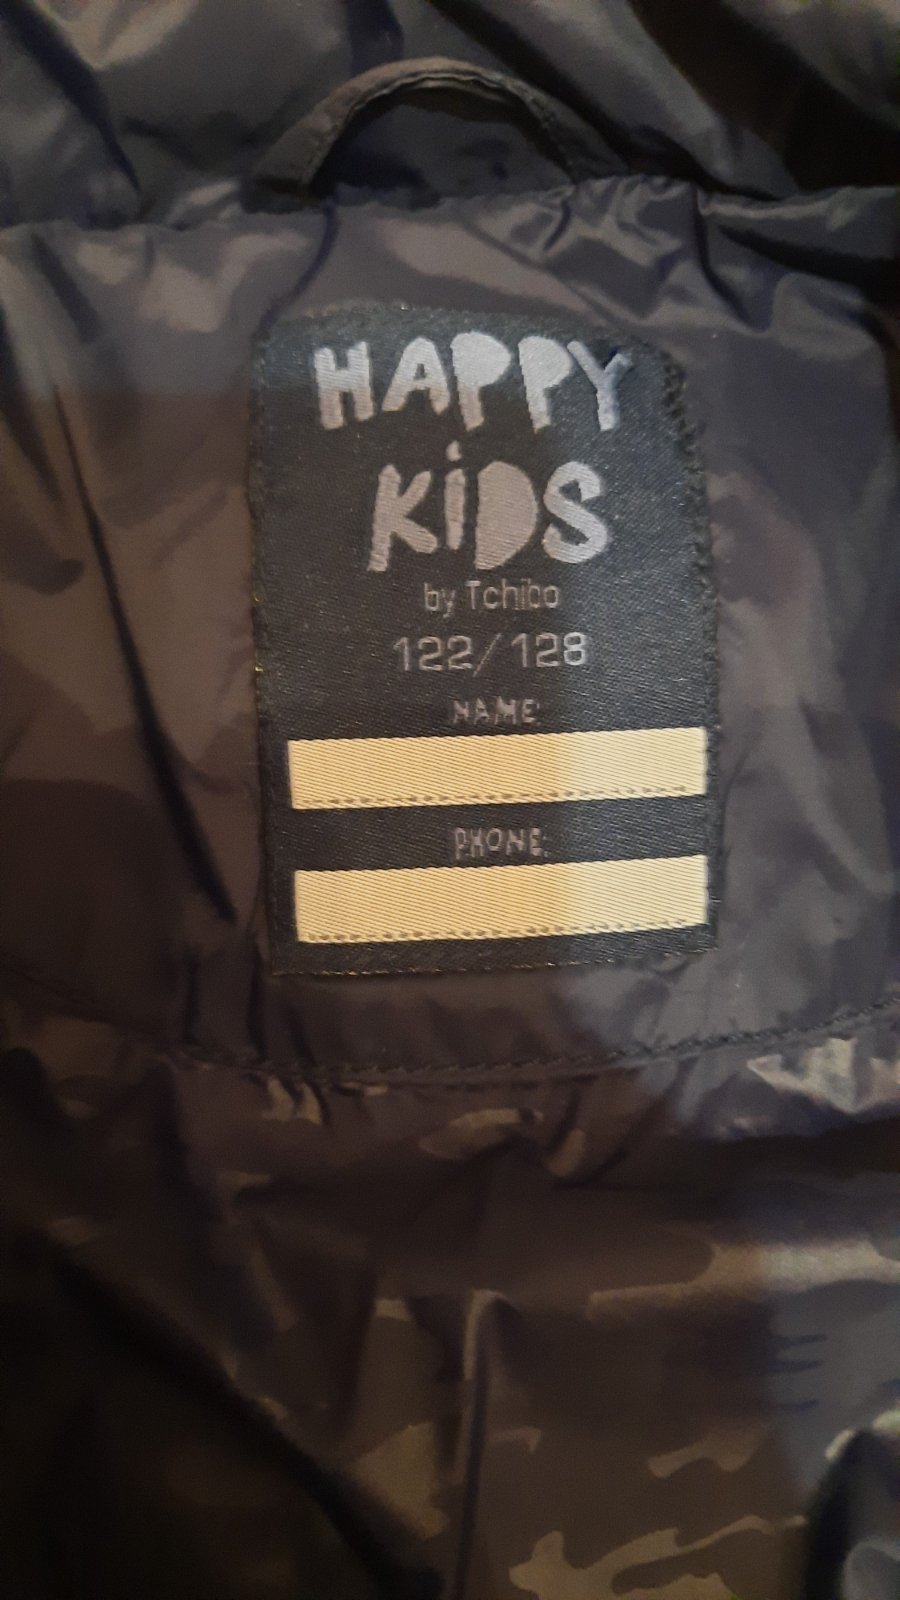 HAPPY
KiDS
by Tchibo
122/128
NAME:
PHONE: